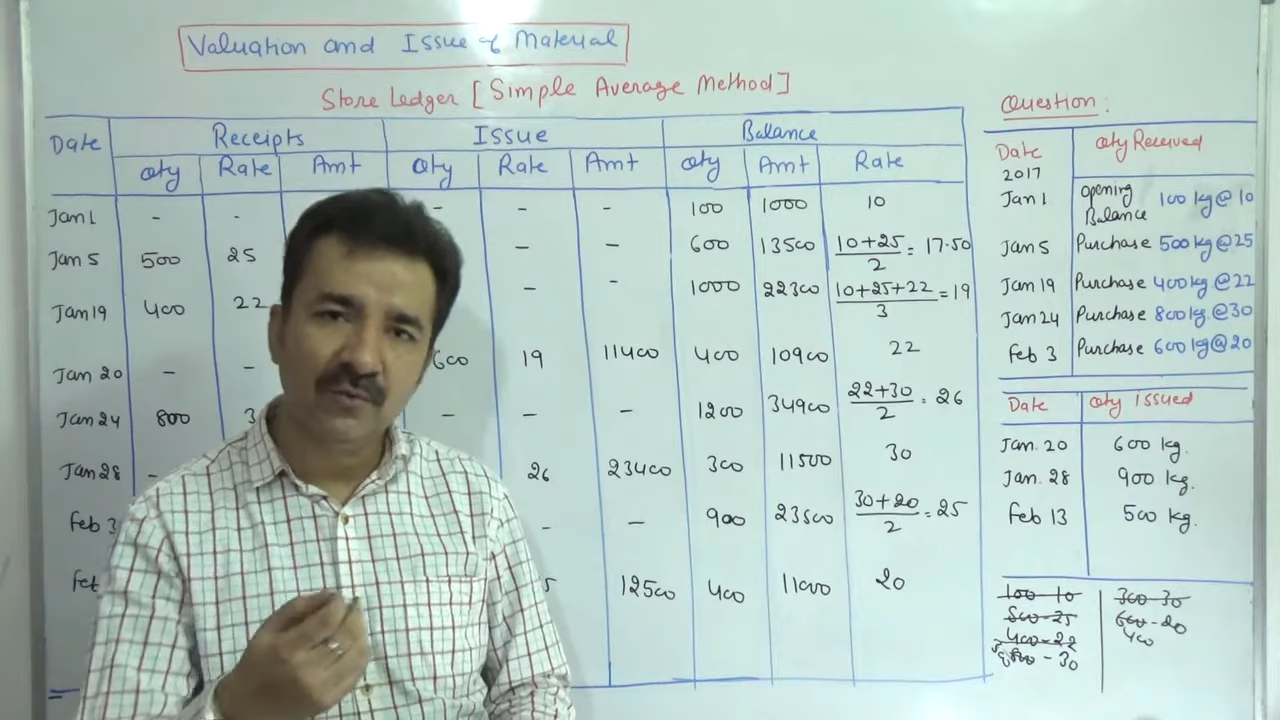 Valuation and Issue of Material
Store Ledger [Simple Average Method]
Date Receipts Issue Balance
Qty Rate Amt Qty Rate Amt Qty Amt Rate
Jan 1 - - - - - 100 1000 10
Jan 5 500 25 - - 600 13500 10+25/2 = 17.50
Jan 19 400 22 - - 1000 22300 10+25+22/3 = 19
Jan 20 - - 600 19 11400 400 10900 22
Jan 24 800 3 - - - 1200 34900 22+30/2 = 26
Jan 28 - 26 23400 300 11500 30
Feb 3 - - 900 23500 30+20/2 = 25
Feb 5 12500 400 11000 20
Question:
Date 2017 Qty Received
Jan 1 Opening Balance 100 kg @ 10
Jan 5 Purchase 500 kg @ 25
Jan 19 Purchase 400 kg @ 22
Jan 24 Purchase 800 kg @ 30
Feb 3 Purchase 600 kg @ 20
Date Qty Issued
Jan. 20 600 kg.
Jan. 28 900 kg.
Feb 13 500 kg.
100-10 300-30
500-25 600-20
400-22 400
800-30